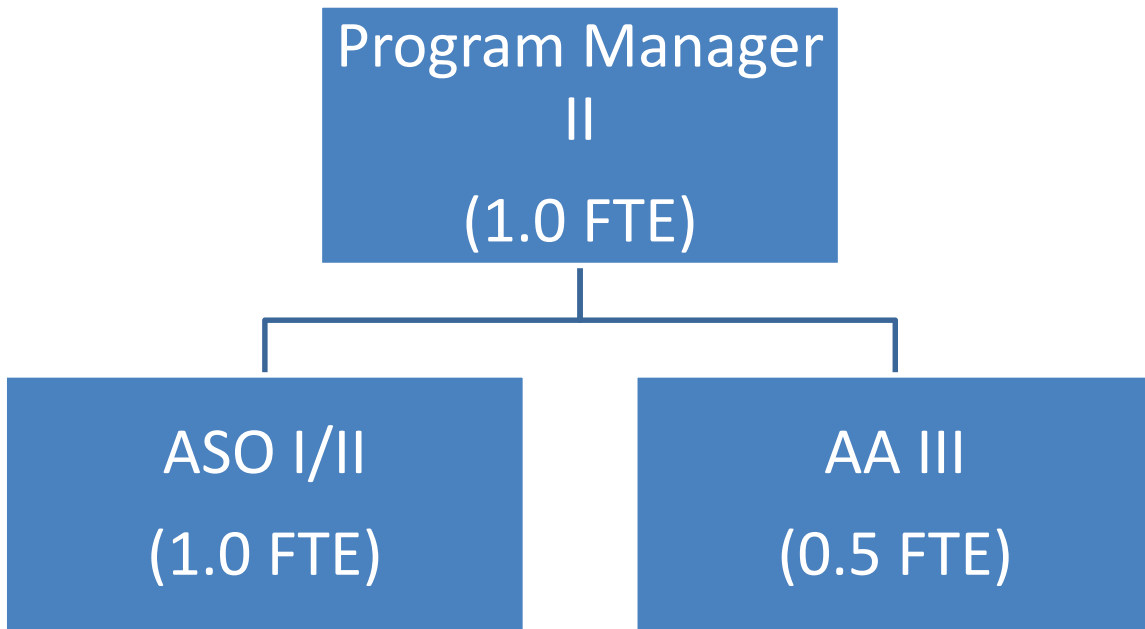 Program Manager
II
(1.0 FTE)
ASO I/II
(1.0 FTE)
AA III
(0.5 FTE)